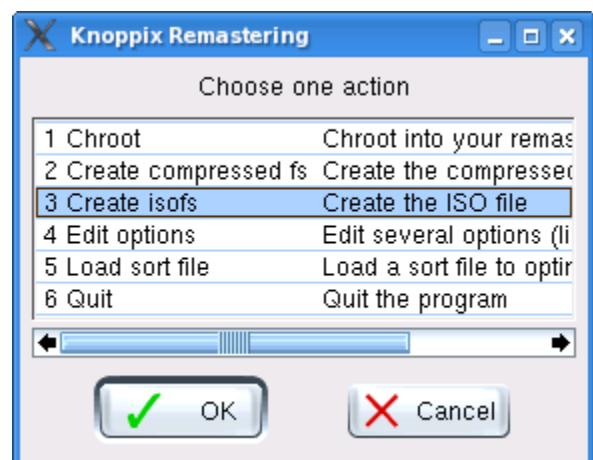 Knoppix Remastering
Choose one action
1 Chroot Chroot into your remas
2 Create compressed fs Create the compressed
3 Create isofs Create the ISO file
4 Edit options Edit several options (li
5 Load sort file Load a sort file to optim
6 Quit Quit the program
OK Cancel